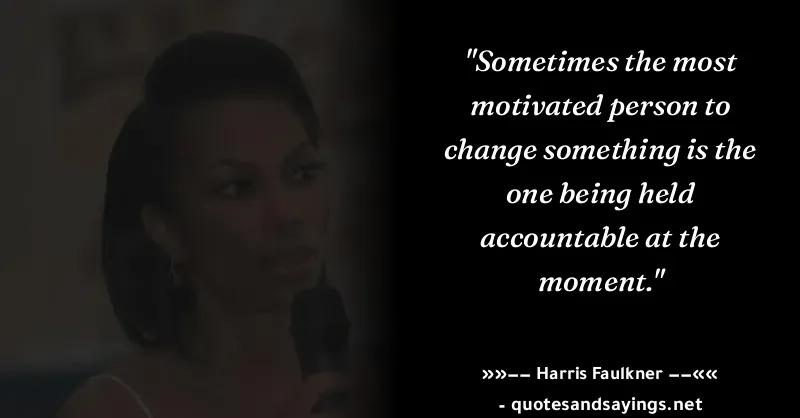 "Sometimes the most
motivated person to
change something is the
one being held
accountable at the
moment."
»»−− Harris Faulkner −−««
- quotesandsayings.net